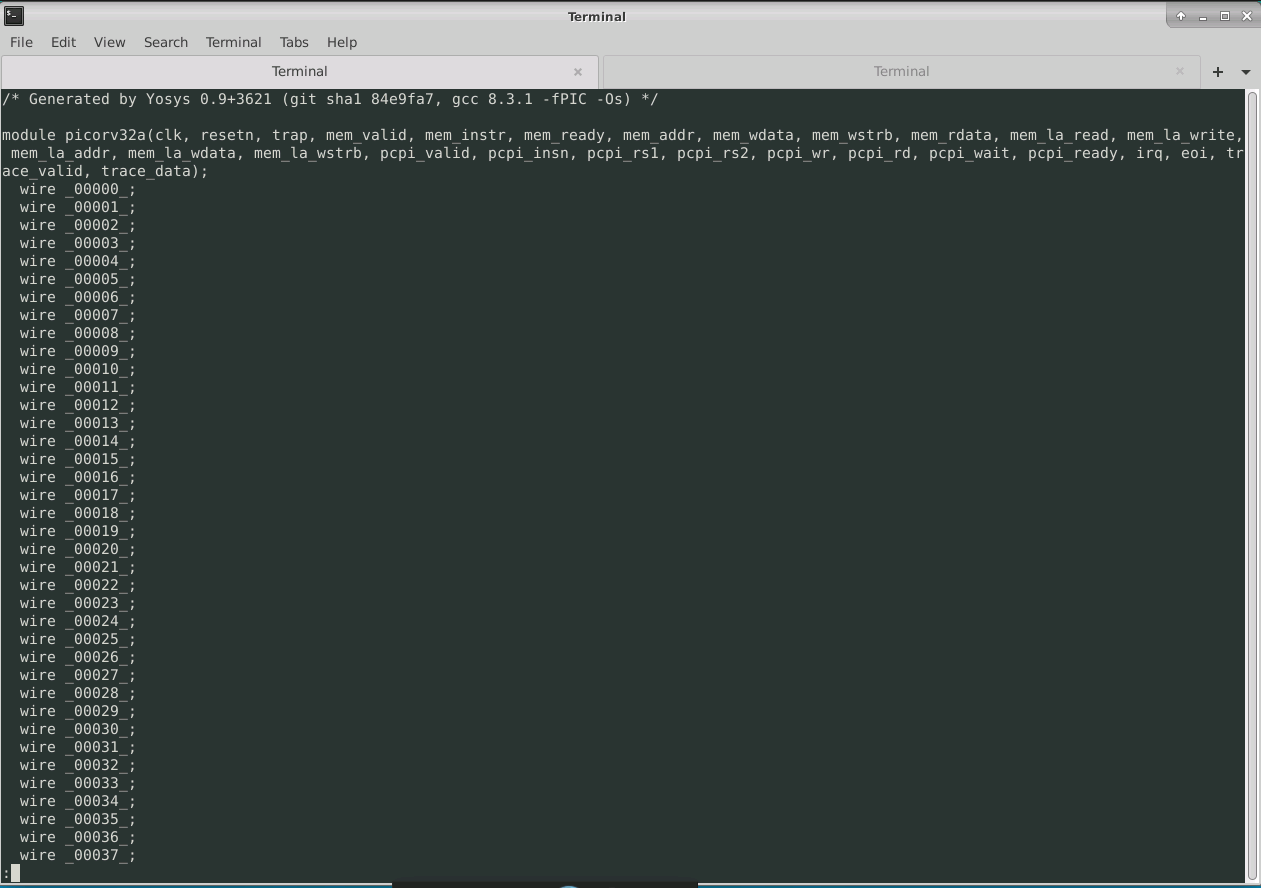 Terminal
File Edit View Search Terminal Tabs Help
Terminal Terminal
/* Generated by Yosys 0.9+3621 (git sha1 84e9fa7, gcc 8.3.1 -fPIC -Os) */
module picorv32a(clk, resetn, trap, mem_valid, mem_instr, mem_ready, mem_addr, mem_wdata, mem_wstrb, mem_rdata, mem_la_read, mem_la_write,
 mem_la_addr, mem_la_wdata, mem_la_wstrb, pcpi_valid, pcpi_insn, pcpi_rs1, pcpi_rs2, pcpi_wr, pcpi_rd, pcpi_wait, pcpi_ready, irq, eoi, tr
ace_valid, trace_data);
  wire _00000_;
  wire _00001_;
  wire _00002_;
  wire _00003_;
  wire _00004_;
  wire _00005_;
  wire _00006_;
  wire _00007_;
  wire _00008_;
  wire _00009_;
  wire _00010_;
  wire _00011_;
  wire _00012_;
  wire _00013_;
  wire _00014_;
  wire _00015_;
  wire _00016_;
  wire _00017_;
  wire _00018_;
  wire _00019_;
  wire _00020_;
  wire _00021_;
  wire _00022_;
  wire _00023_;
  wire _00024_;
  wire _00025_;
  wire _00026_;
  wire _00027_;
  wire _00028_;
  wire _00029_;
  wire _00030_;
  wire _00031_;
  wire _00032_;
  wire _00033_;
  wire _00034_;
  wire _00035_;
  wire _00036_;
  wire _00037_;
: